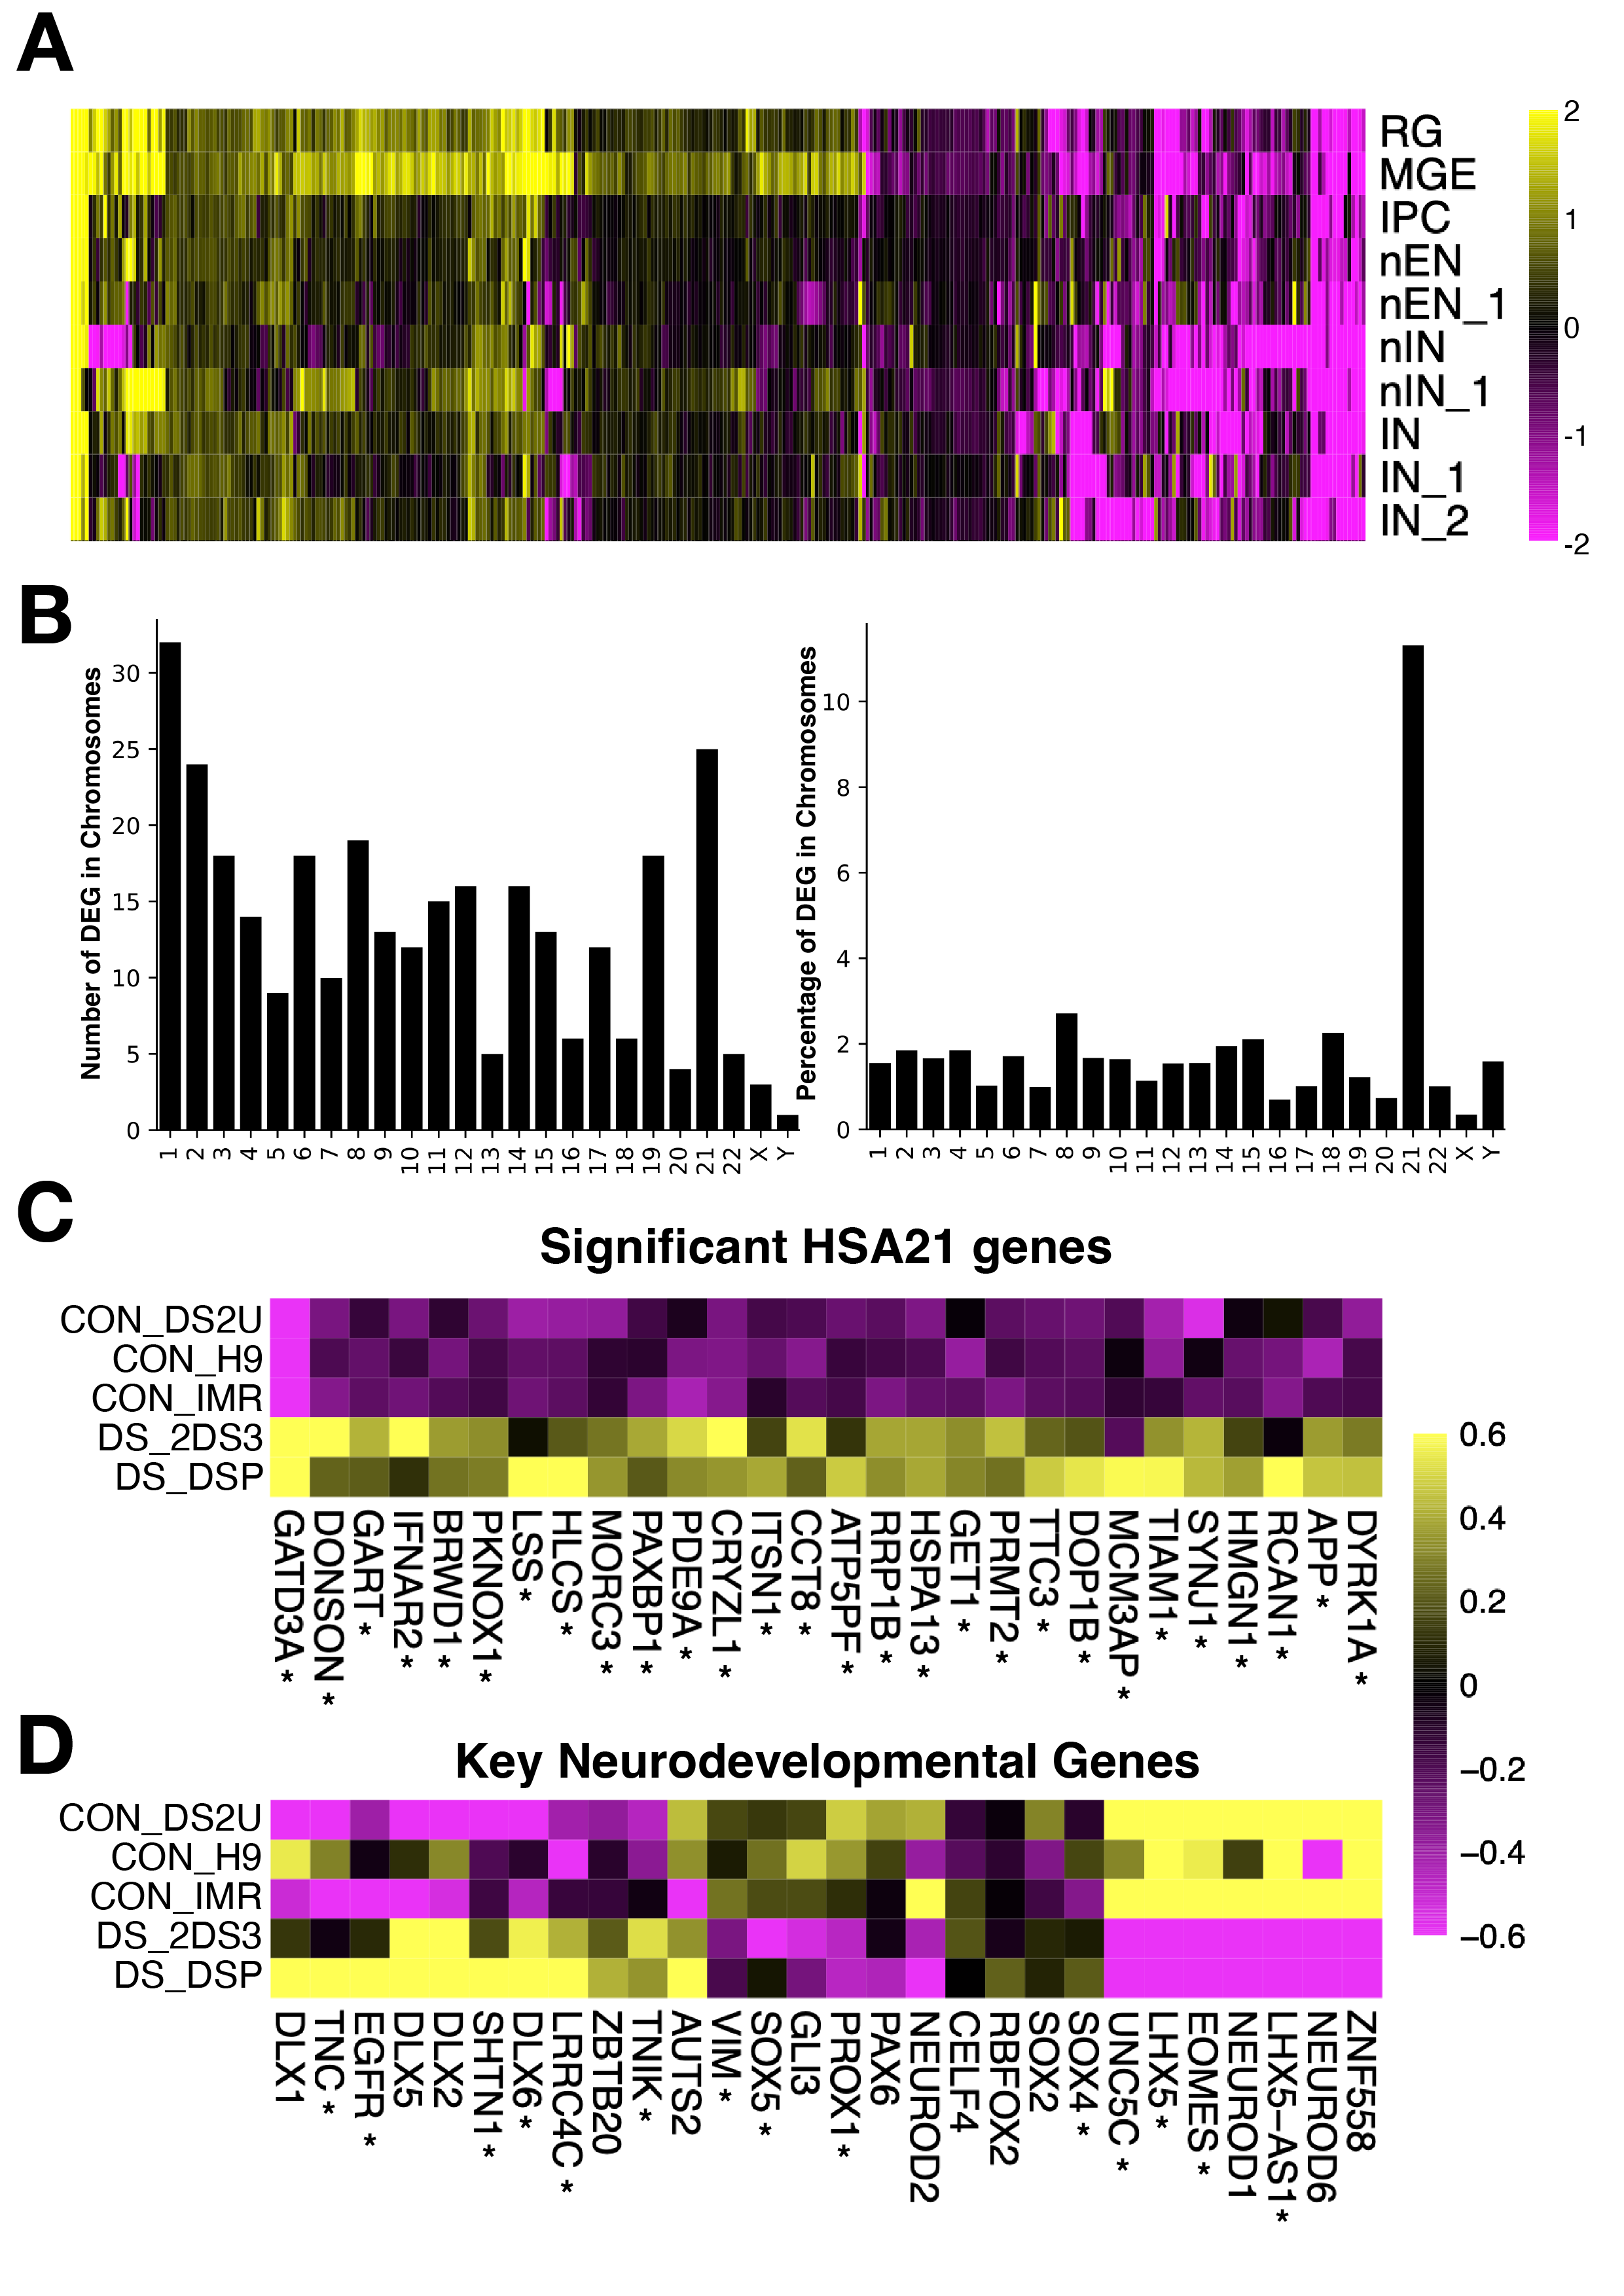 A
RG
MGE
IPC
nEN
nEN_1
nIN
nIN_1
IN
IN_1
IN_2
2
1
0
-1
-2
B
Number of DEG in Chromosomes
30
25
20
15
10
5
0
1 2 3 4 5 6 7 8 9 10 11 12 13 14 15 16 17 18 19 20 21 22 X Y
Percentage of DEG in Chromosomes
10
8
6
4
2
0
1 2 3 4 5 6 7 8 9 10 11 12 13 14 15 16 17 18 19 20 21 22 X Y
C
Significant HSA21 genes
CON_DS2U
CON_H9
CON_IMR
DS_2DS3
DS_DSP
GATD3A *
DONSON *
GART *
IFNAR2 *
BRWD1 *
PKNOX1 *
LSS *
HLCS *
MORC3 *
PAXBP1 *
PDE9A *
CRYZL1 *
ITSN1 *
CCT8 *
ATP5PF *
RRP1B *
HSPA13 *
GET1 *
PRMT2 *
TTC3 *
DOP1B *
MCM3AP *
TIAM1 *
SYNJ1 *
HMGN1 *
RCAN1 *
APP *
DYRK1A *
0.6
0.4
0.2
0
−0.2
−0.4
−0.6
D
Key Neurodevelopmental Genes
CON_DS2U
CON_H9
CON_IMR
DS_2DS3
DS_DSP
DLX1
TNC *
EGFR *
DLX5
DLX2
SHTN1 *
DLX6 *
LRRC4C *
ZBTB20
TNIK *
AUTS2
VIM *
SOX5 *
GLI3
PROX1 *
PAX6
NEUROD2
CELF4
RBFOX2
SOX2
SOX4 *
UNC5C *
LHX5 *
EOMES *
NEUROD1
LHX5−AS1 *
NEUROD6
ZNF558